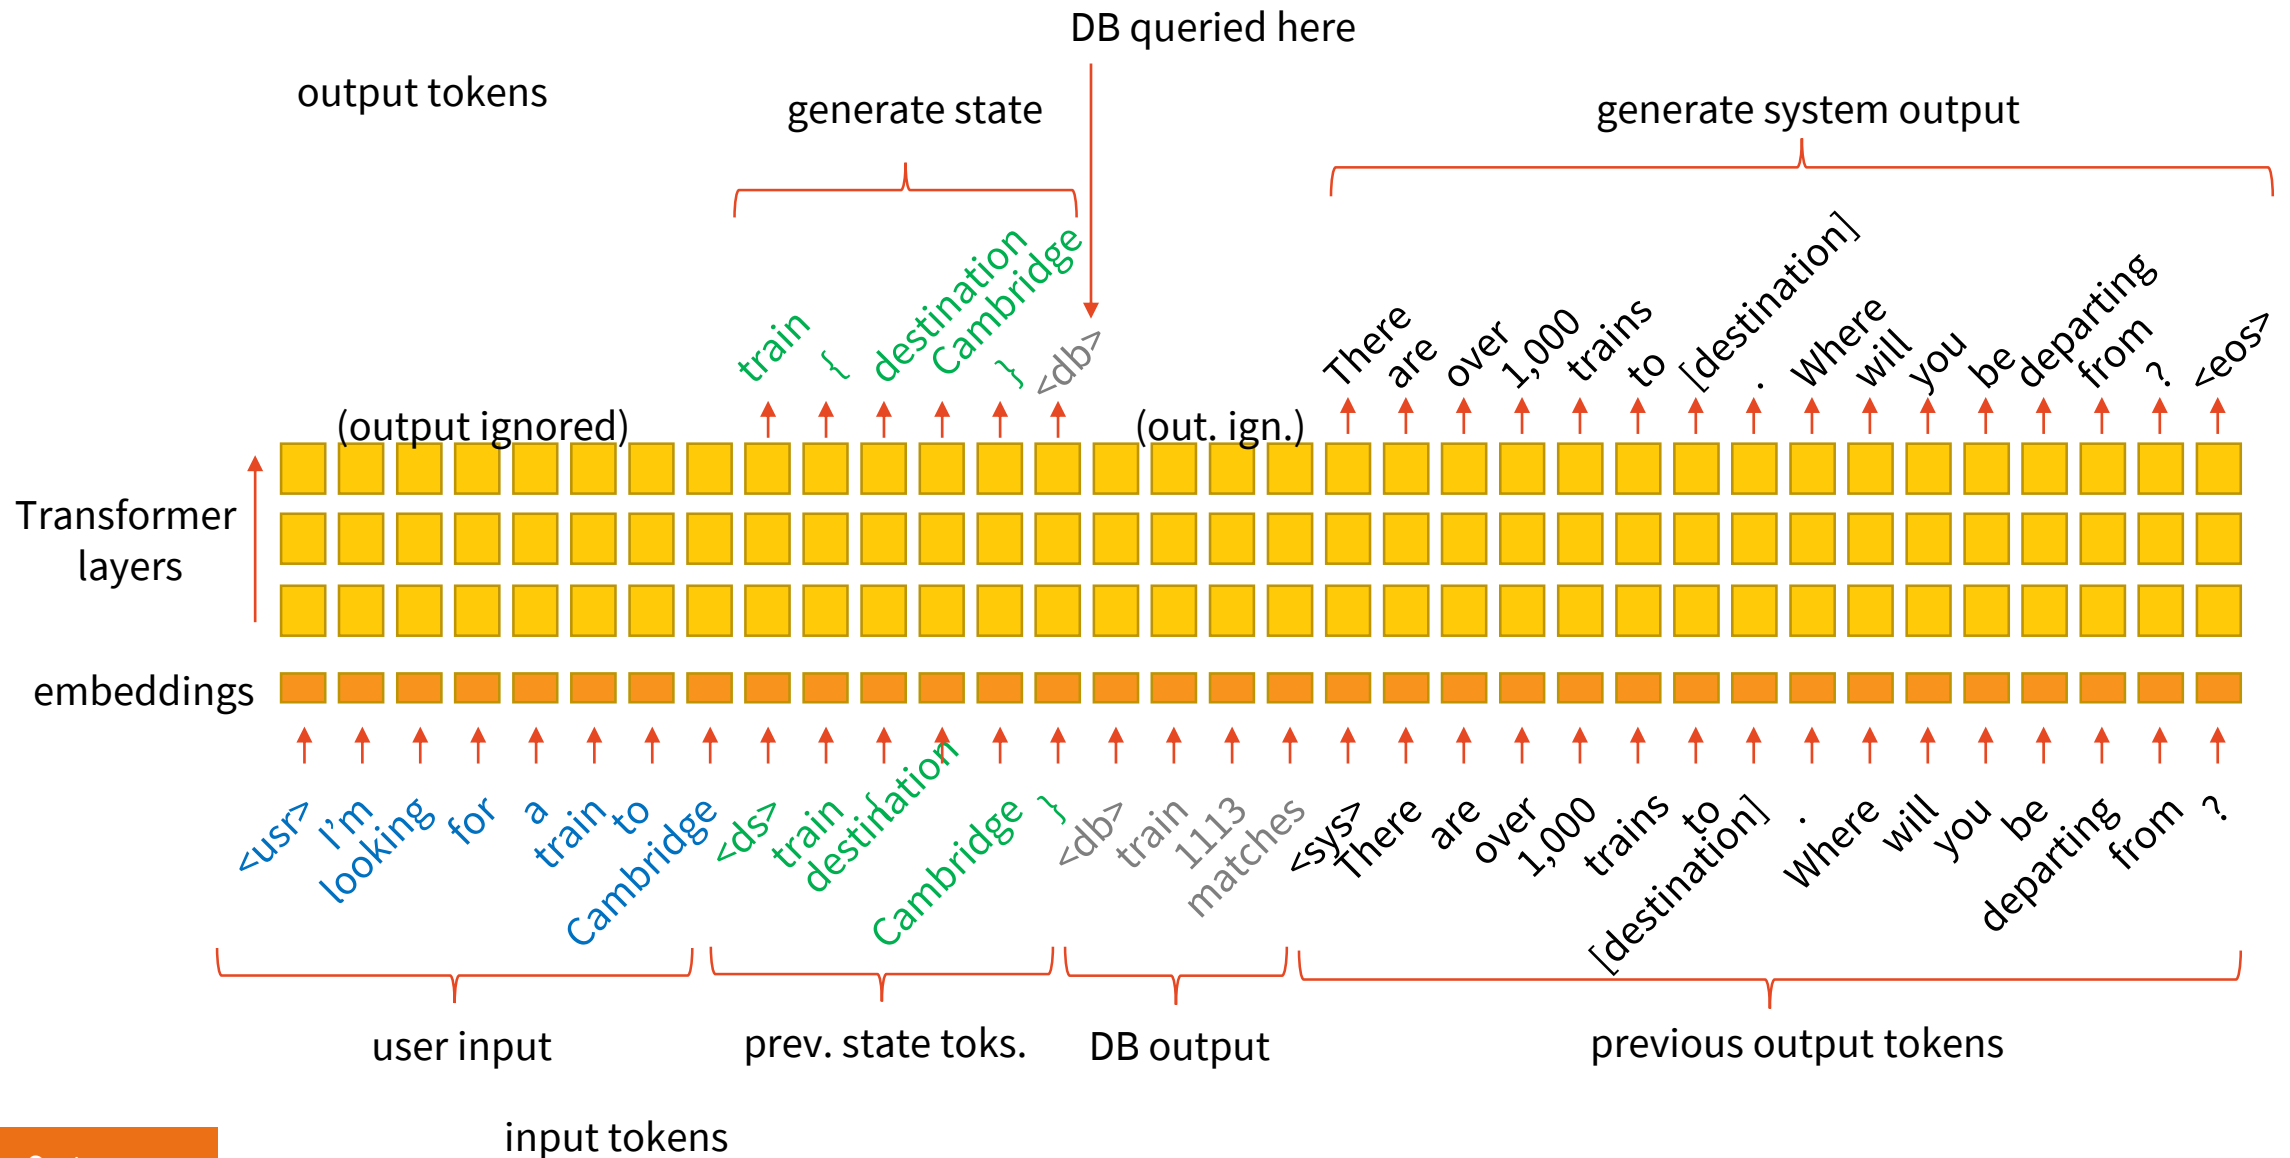 DB queried here
output tokens
generate state
generate system output
train { destination Cambridge } <db>
There are over 1,000 trains to [destination] . Where will you be departing from ? <eos>
(output ignored)
(out. ign.)
Transformer
layers
embeddings
<usr> I'm looking for a train to Cambridge
<ds> train { destination Cambridge }
<db> train 1113 matches
<sys> There are over 1,000 trains to [destination] . Where will you be departing from ?
user input
prev. state toks.
DB output
previous output tokens
input tokens